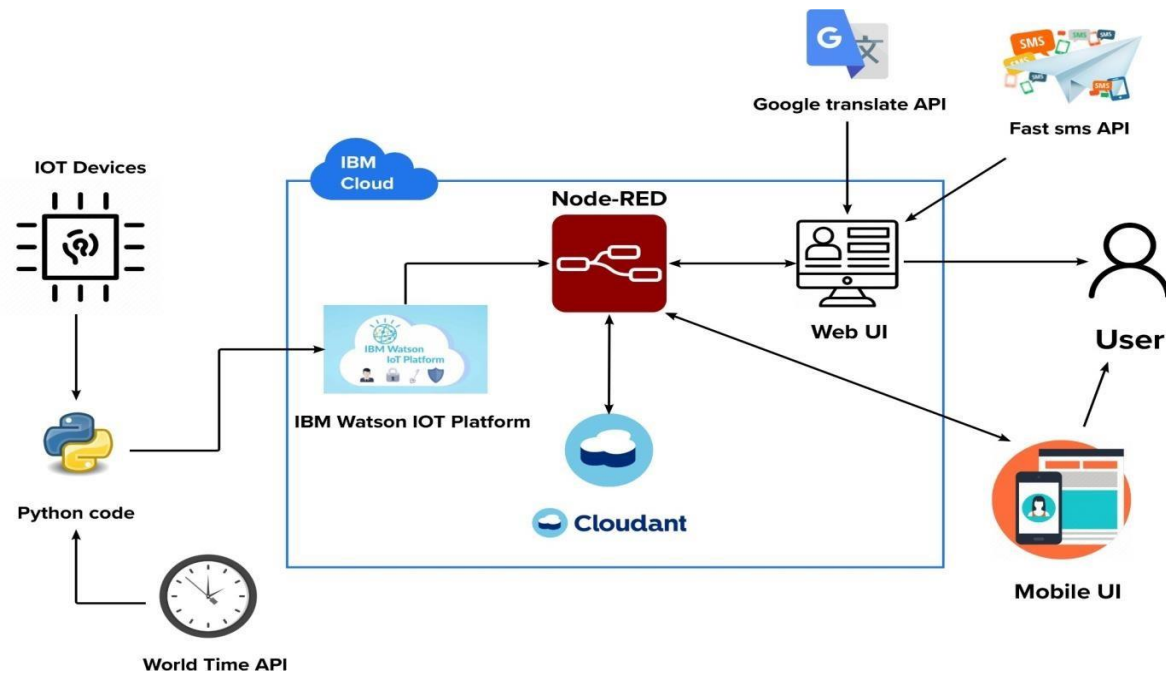 Google translate API
SMS
SMS
SMS
SMS
SMS
Fast sms API
IOT Devices
IBM
Cloud
Node-RED
IBM Watson
IoT Platform
IBM Watson IOT Platform
Web UI
User
Python code
Cloudant
Mobile UI
World Time API